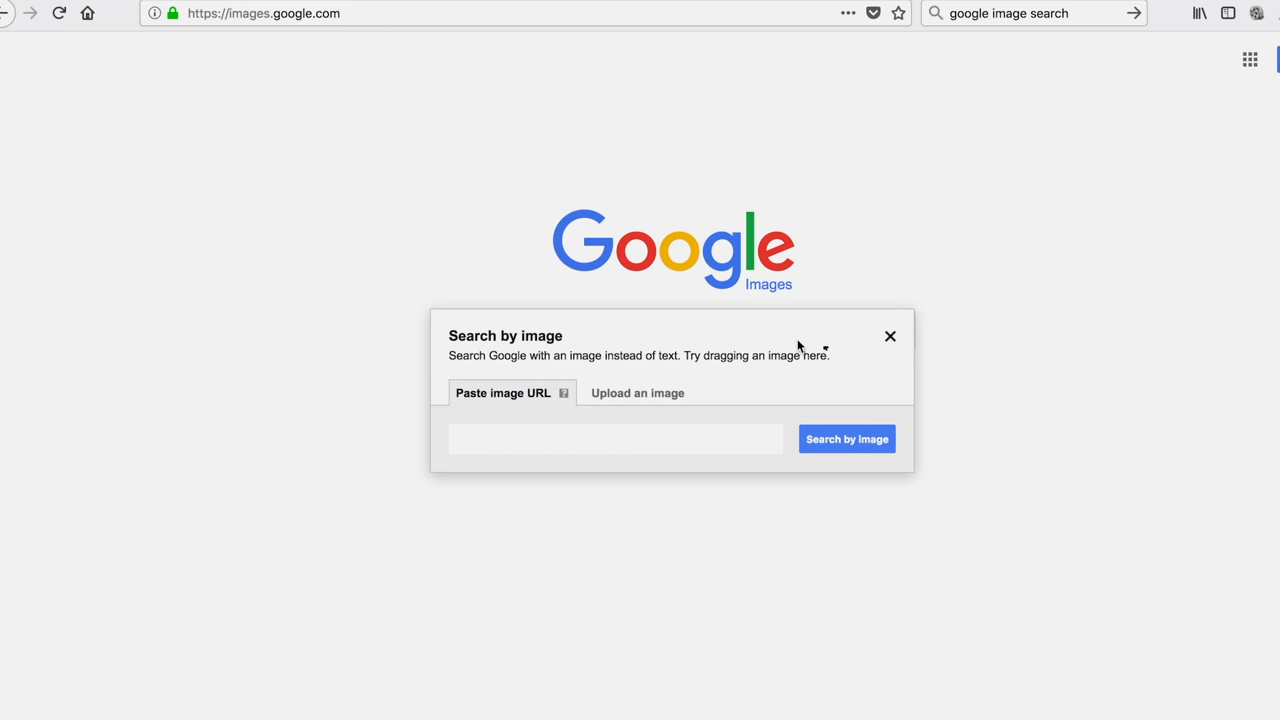 https://images.google.com
google image search
Google
Images
Search by image
Search Google with an image instead of text. Try dragging an image here.
Paste image URL ?
Upload an image
Search by image